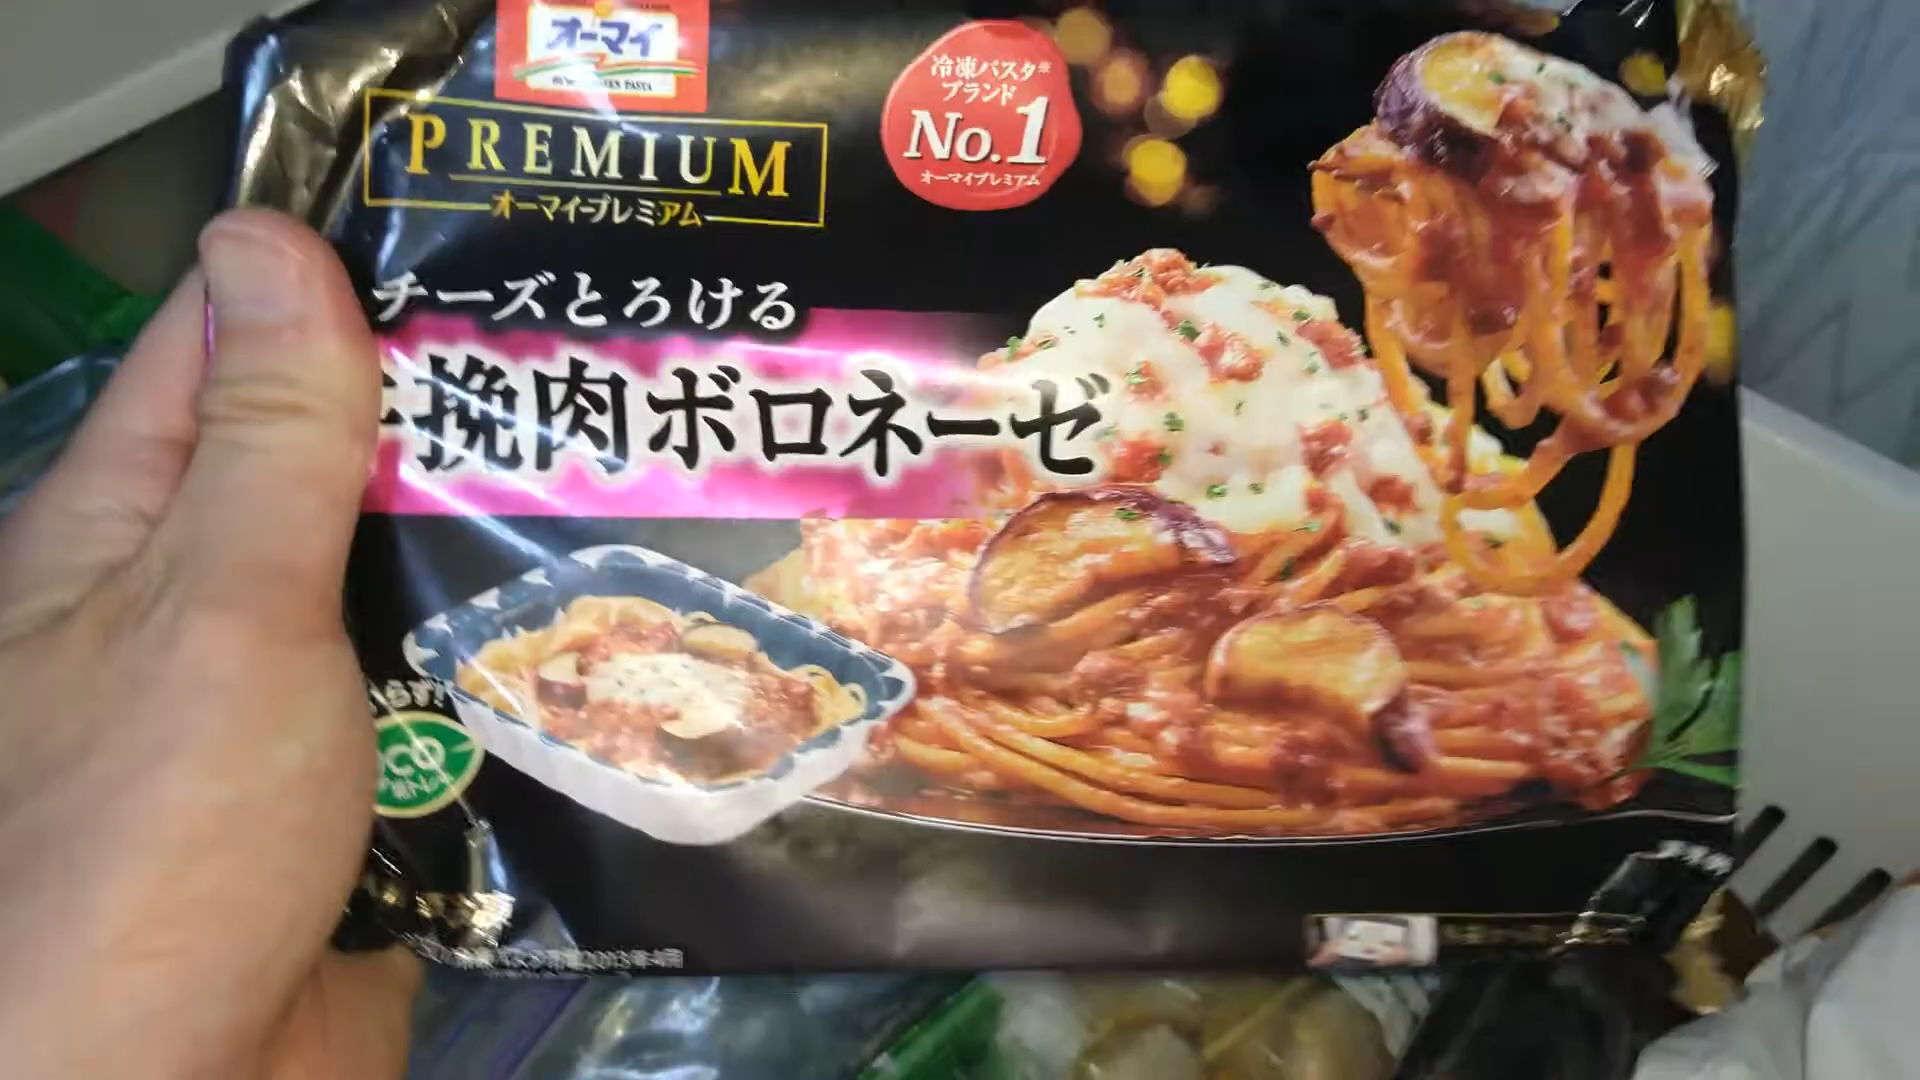 オーマイ
PREMIUM
オーマイプレミアム
冷凍パスタ※
ブランド
No.1
オーマイプレミアム
チーズとろける
挽肉ボロネーゼ
らず!